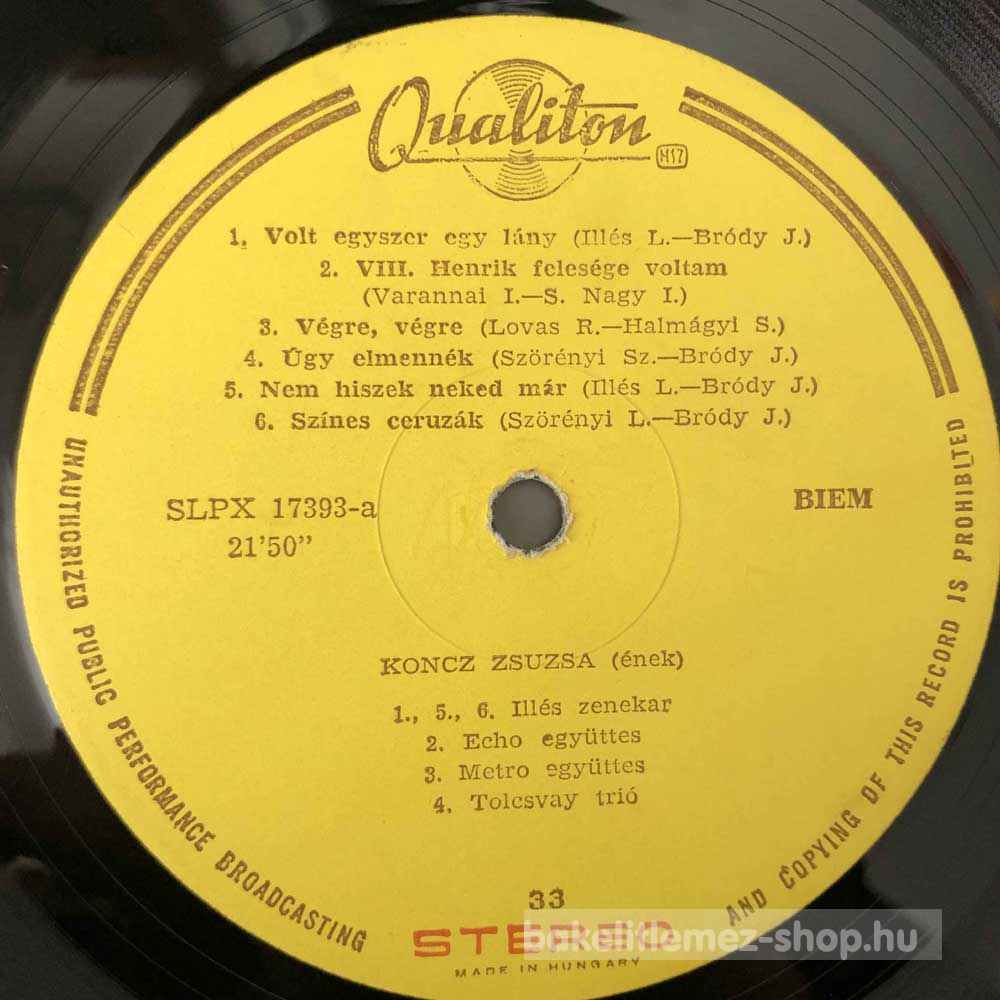 Qualiton
MSZ
1. Volt egyszer egy lány (Illés L.—Bródy J.)
2. VIII. Henrik felesége voltam
(Varannai I.—S. Nagy I.)
3. Végre, végre (Lovas R.—Halmágyi S.)
4. Úgy elmennék (Szörényi Sz.—Bródy J.)
5. Nem hiszek neked már (Illés L.—Bródy J.)
6. Színes ceruzák (Szörényi L.—Bródy J.)
SLPX 17393-a
21’50”
BIEM
KONCZ ZSUZSA (ének)
1., 5., 6. Illés zenekar
2. Echo együttes
3. Metro együttes
4. Tolcsvay trió
33
STEREO
MADE IN HUNGARY
UNAUTHORIZED PUBLIC PERFORMANCE BROADCASTING AND COPYING OF THIS RECORD IS PROHIBITED
bakelitlemez-shop.hu